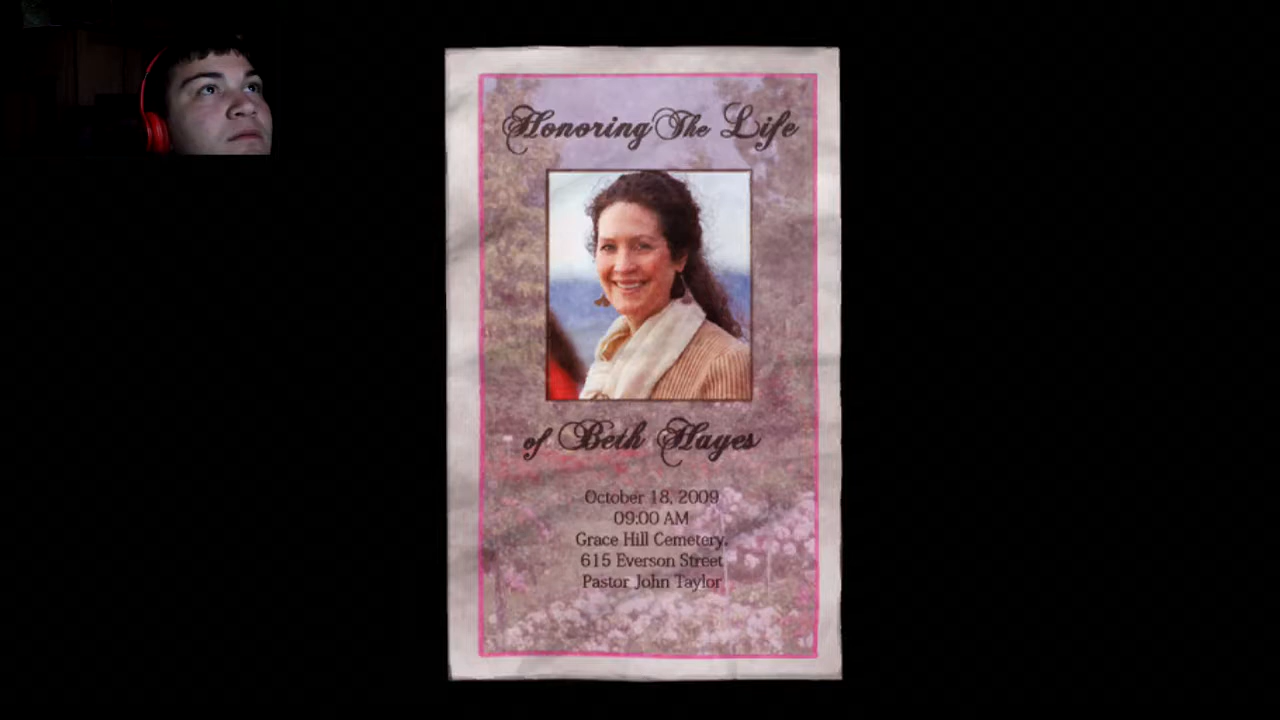 Honoring The Life
of Beth Hayes
October 18, 2009
09:00 AM
Grace Hill Cemetery,
615 Everson Street
Pastor John Taylor